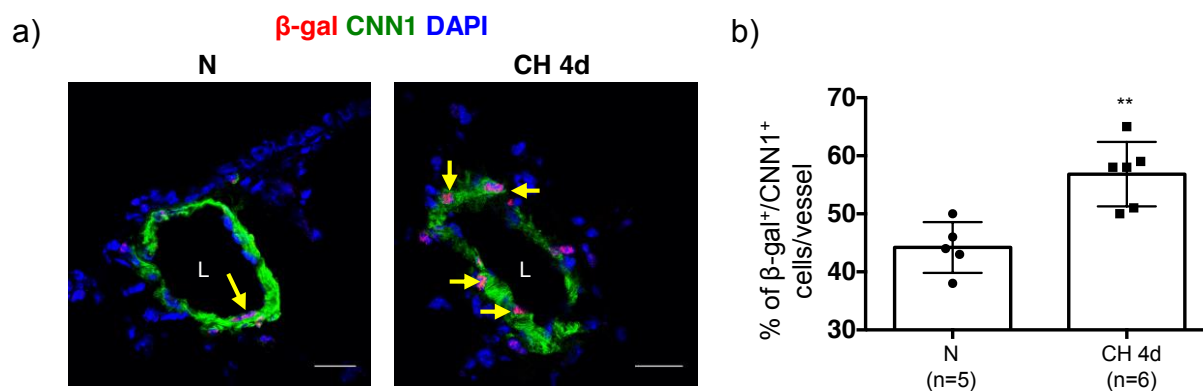 a)
β-gal CNN1 DAPI
N
CH 4d
L
L
b)
% of β-gal⁺/CNN1⁺
cells/vessel
70
60
50
40
30
**
N
(n=5)
CH 4d
(n=6)